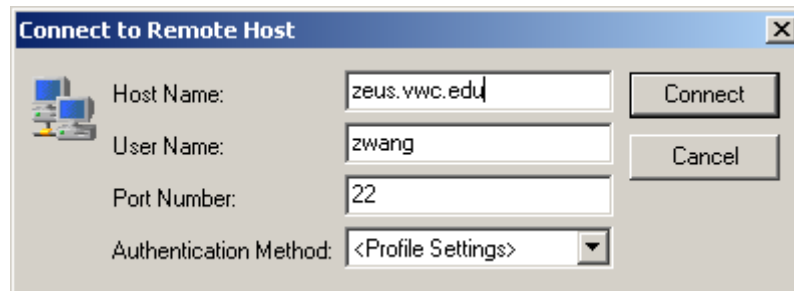 Connect to Remote Host
Host Name: zeus.vwc.edu Connect
User Name: zwang Cancel
Port Number: 22
Authentication Method: <Profile Settings>